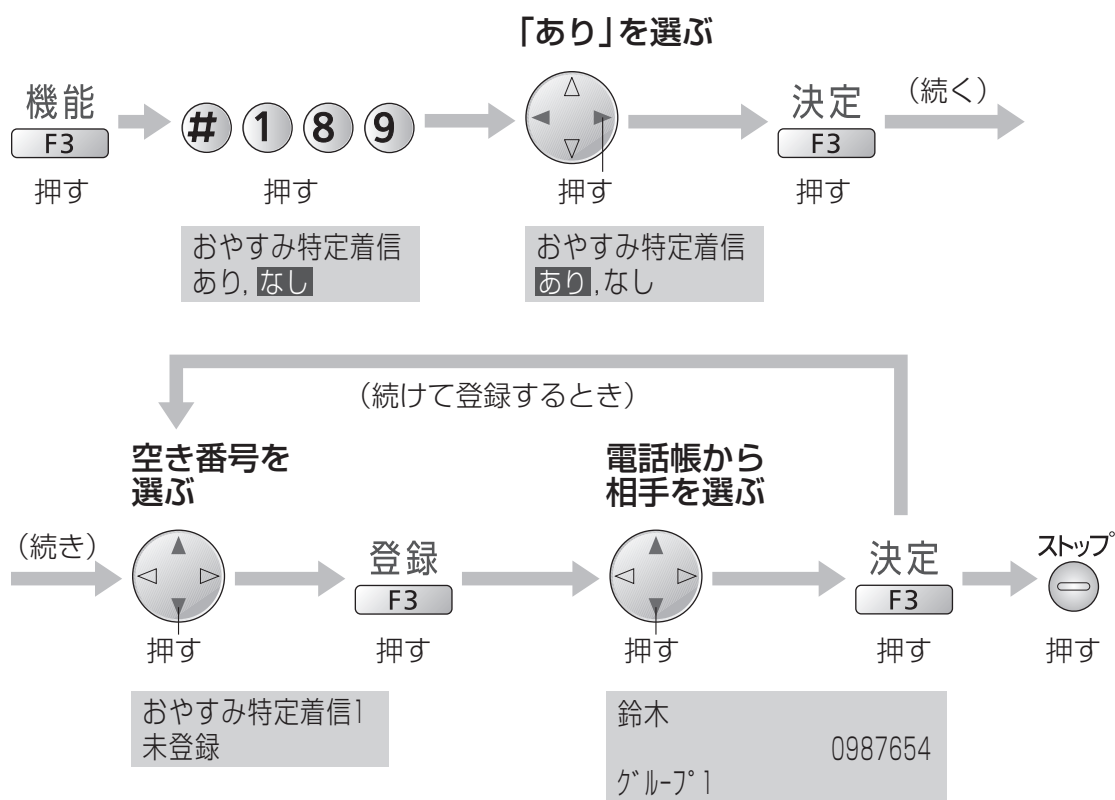 「あり」を選ぶ
機能
F3
押す
# 1 8 9
押す
おやすみ特定着信
あり, なし
押す
おやすみ特定着信
あり ,なし
決定
F3
押す
(続く)
(続けて登録するとき)
空き番号を
選ぶ
(続き)
押す
おやすみ特定着信1
未登録
登録
F3
押す
電話帳から
相手を選ぶ
押す
鈴木
0987654
グループ1
決定
F3
押す
ストップ
押す